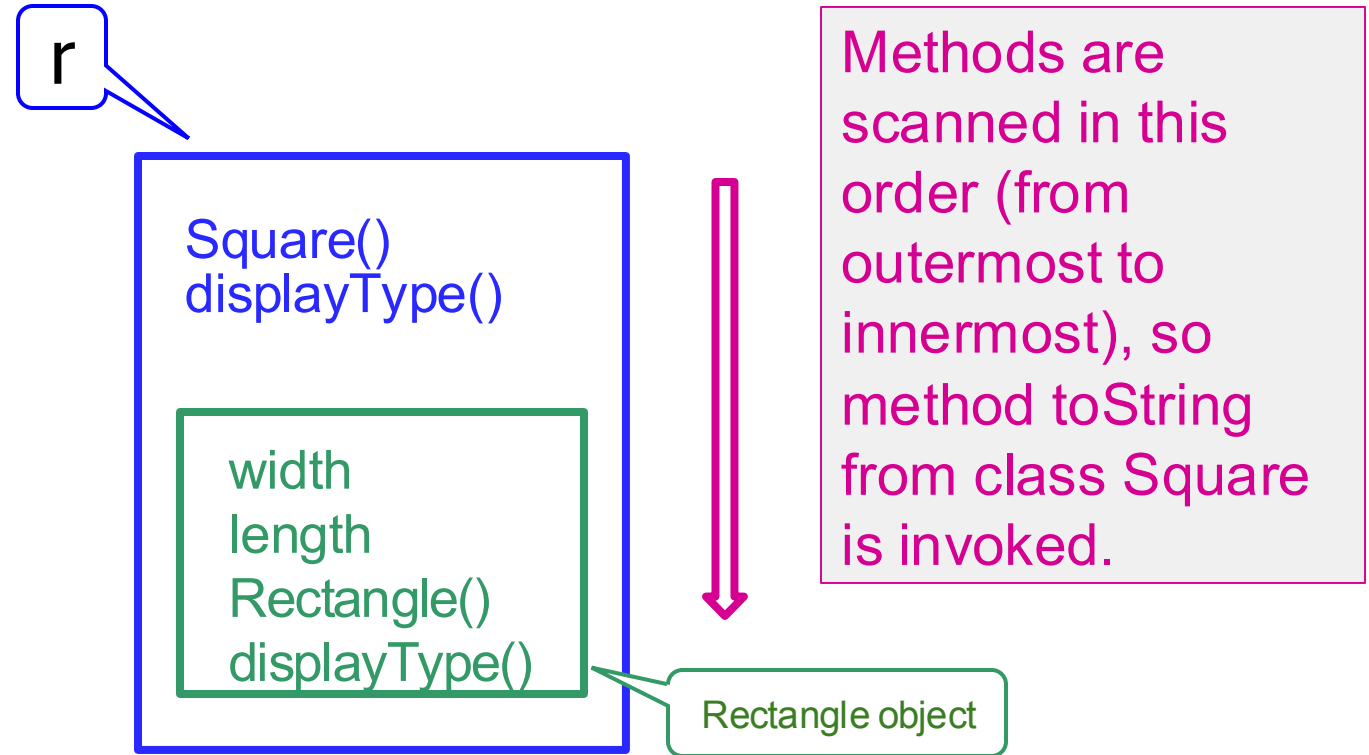 r
Square()
displayType()
width
length
Rectangle()
displayType()
Rectangle object
Methods are
scanned in this
order (from
outermost to
innermost), so
method toString
from class Square
is invoked.